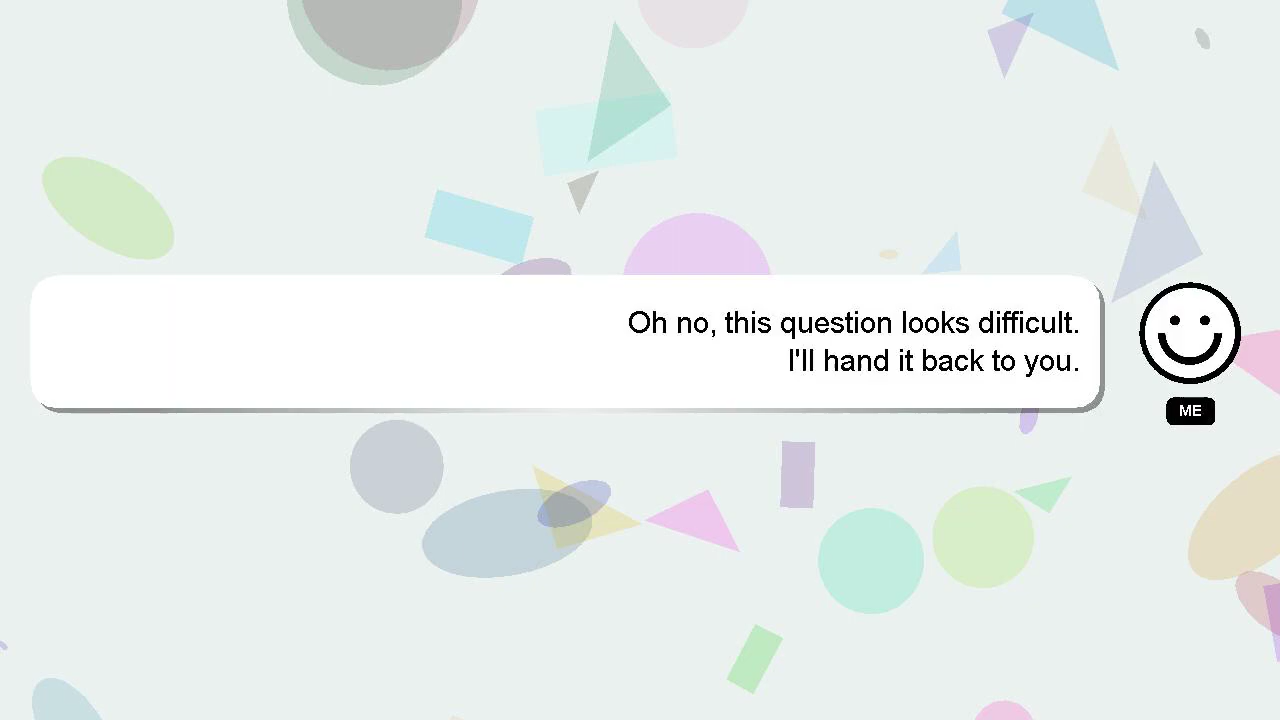 Oh no, this question looks difficult.
I'll hand it back to you.
ME